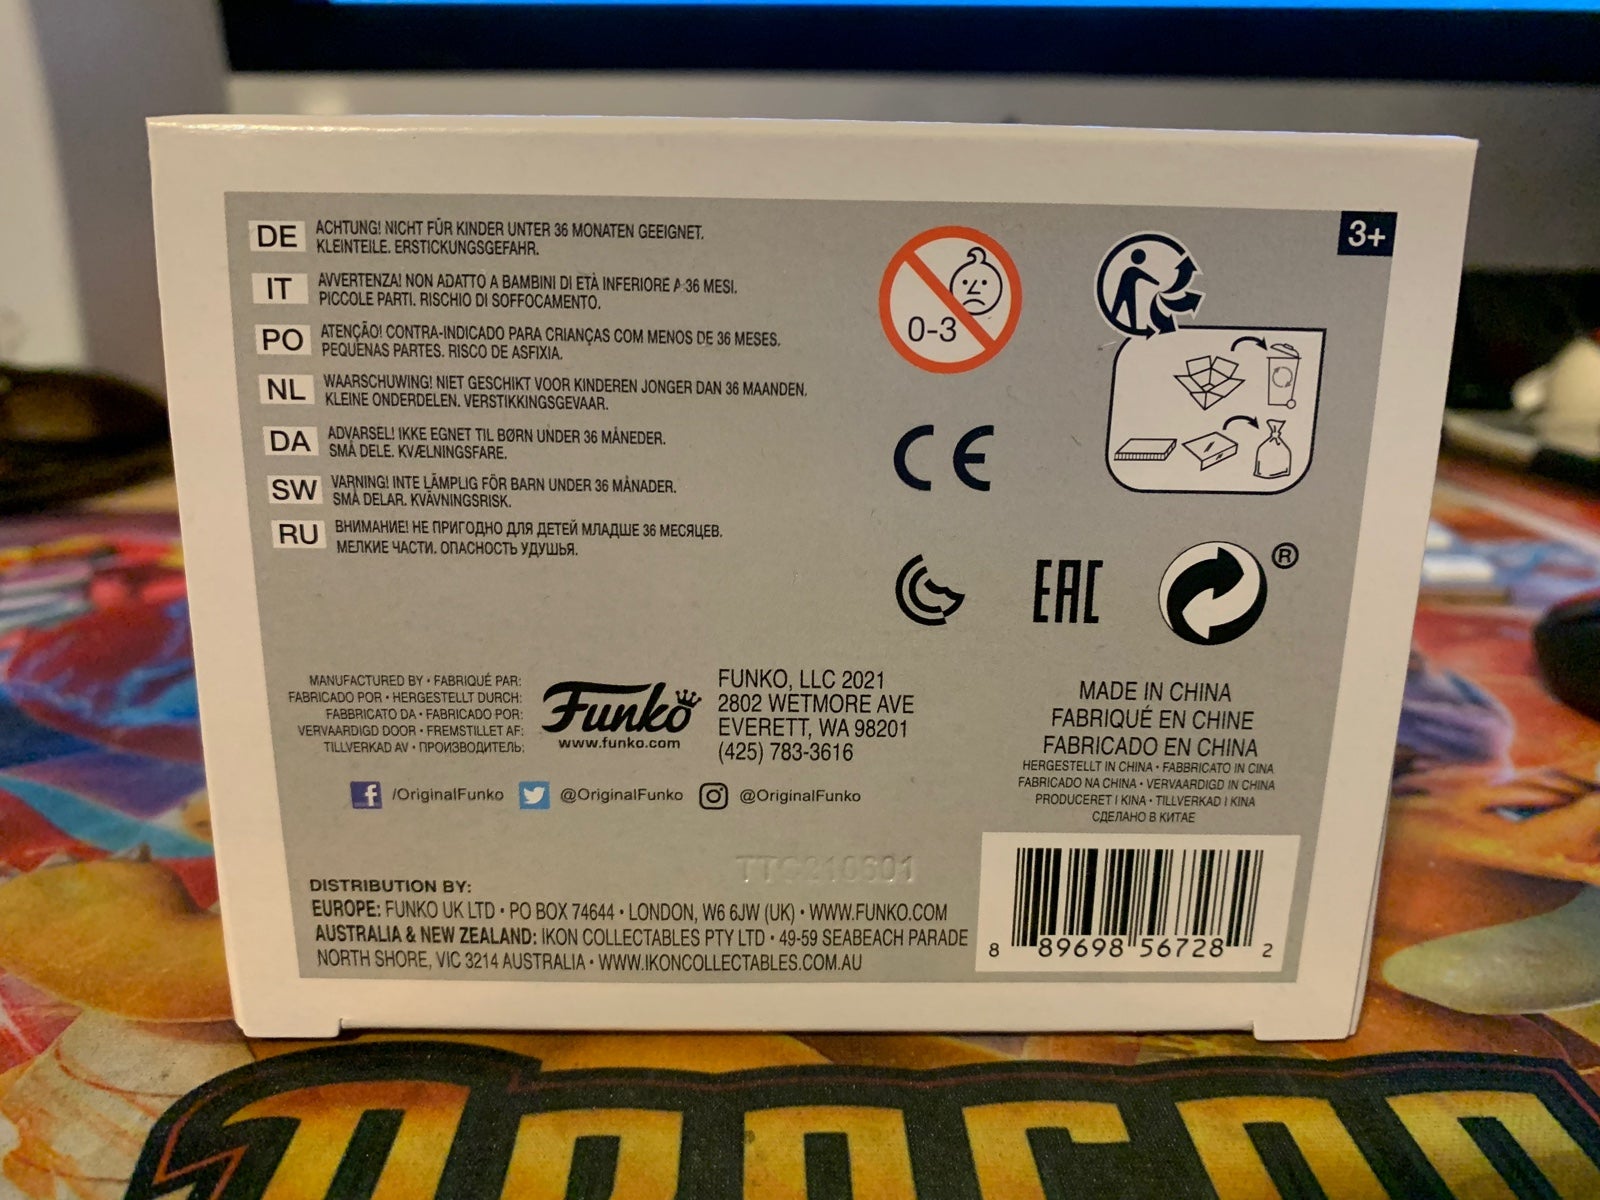 DE ACHTUNG! NICHT FÜR KINDER UNTER 36 MONATEN GEEIGNET.
KLEINTEILE. ERSTICKUNGSGEFAHR.
IT AVVERTENZA! NON ADATTO A BAMBINI DI ETÀ INFERIORE A 36 MESI.
PICCOLE PARTI. RISCHIO DI SOFFOCAMENTO.
PO ATENÇÃO! CONTRA-INDICADO PARA CRIANÇAS COM MENOS DE 36 MESES.
PEQUENAS PARTES. RISCO DE ASFIXIA.
NL WAARSCHUWING! NIET GESCHIKT VOOR KINDEREN JONGER DAN 36 MAANDEN.
KLEINE ONDERDELEN. VERSTIKKINGSGEVAAR.
DA ADVARSEL! IKKE EGNET TIL BØRN UNDER 36 MÅNEDER.
SMÅ DELE. KVÆLNINGSFARE.
SW VARNING! INTE LÄMPLIG FÖR BARN UNDER 36 MÅNADER.
SMÅ DELAR. KVÄVNINGSRISK.
RU ВНИМАНИЕ! НЕ ПРИГОДНО ДЛЯ ДЕТЕЙ МЛАДШЕ 36 МЕСЯЦЕВ.
МЕЛКИЕ ЧАСТИ. ОПАСНОСТЬ УДУШЬЯ.
0-3
3+
CE
EAC
®
MANUFACTURED BY • FABRIQUÉ PAR:
FABRICADO POR • HERGESTELLT DURCH:
FABBRICATO DA • FABRICADO POR:
VERVAARDIGD DOOR • FREMSTILLET AF:
TILLVERKAD AV • ПРОИЗВОДИТЕЛЬ:
Funko
www.funko.com
FUNKO, LLC 2021
2802 WETMORE AVE
EVERETT, WA 98201
(425) 783-3616
MADE IN CHINA
FABRIQUÉ EN CHINE
FABRICADO EN CHINA
HERGESTELLT IN CHINA • FABBRICATO IN CINA
FABRICADO NA CHINA • VERVAARDIGD IN CHINA
PRODUCERET I KINA • TILLVERKAD I KINA
СДЕЛАНО В КИТАЕ
/OriginalFunko @OriginalFunko @OriginalFunko
DISTRIBUTION BY:
EUROPE: FUNKO UK LTD • PO BOX 74644 • LONDON, W6 6JW (UK) • WWW.FUNKO.COM
AUSTRALIA & NEW ZEALAND: IKON COLLECTABLES PTY LTD • 49-59 SEABEACH PARADE
NORTH SHORE, VIC 3214 AUSTRALIA • WWW.IKONCOLLECTABLES.COM.AU
8 89698 56728 2